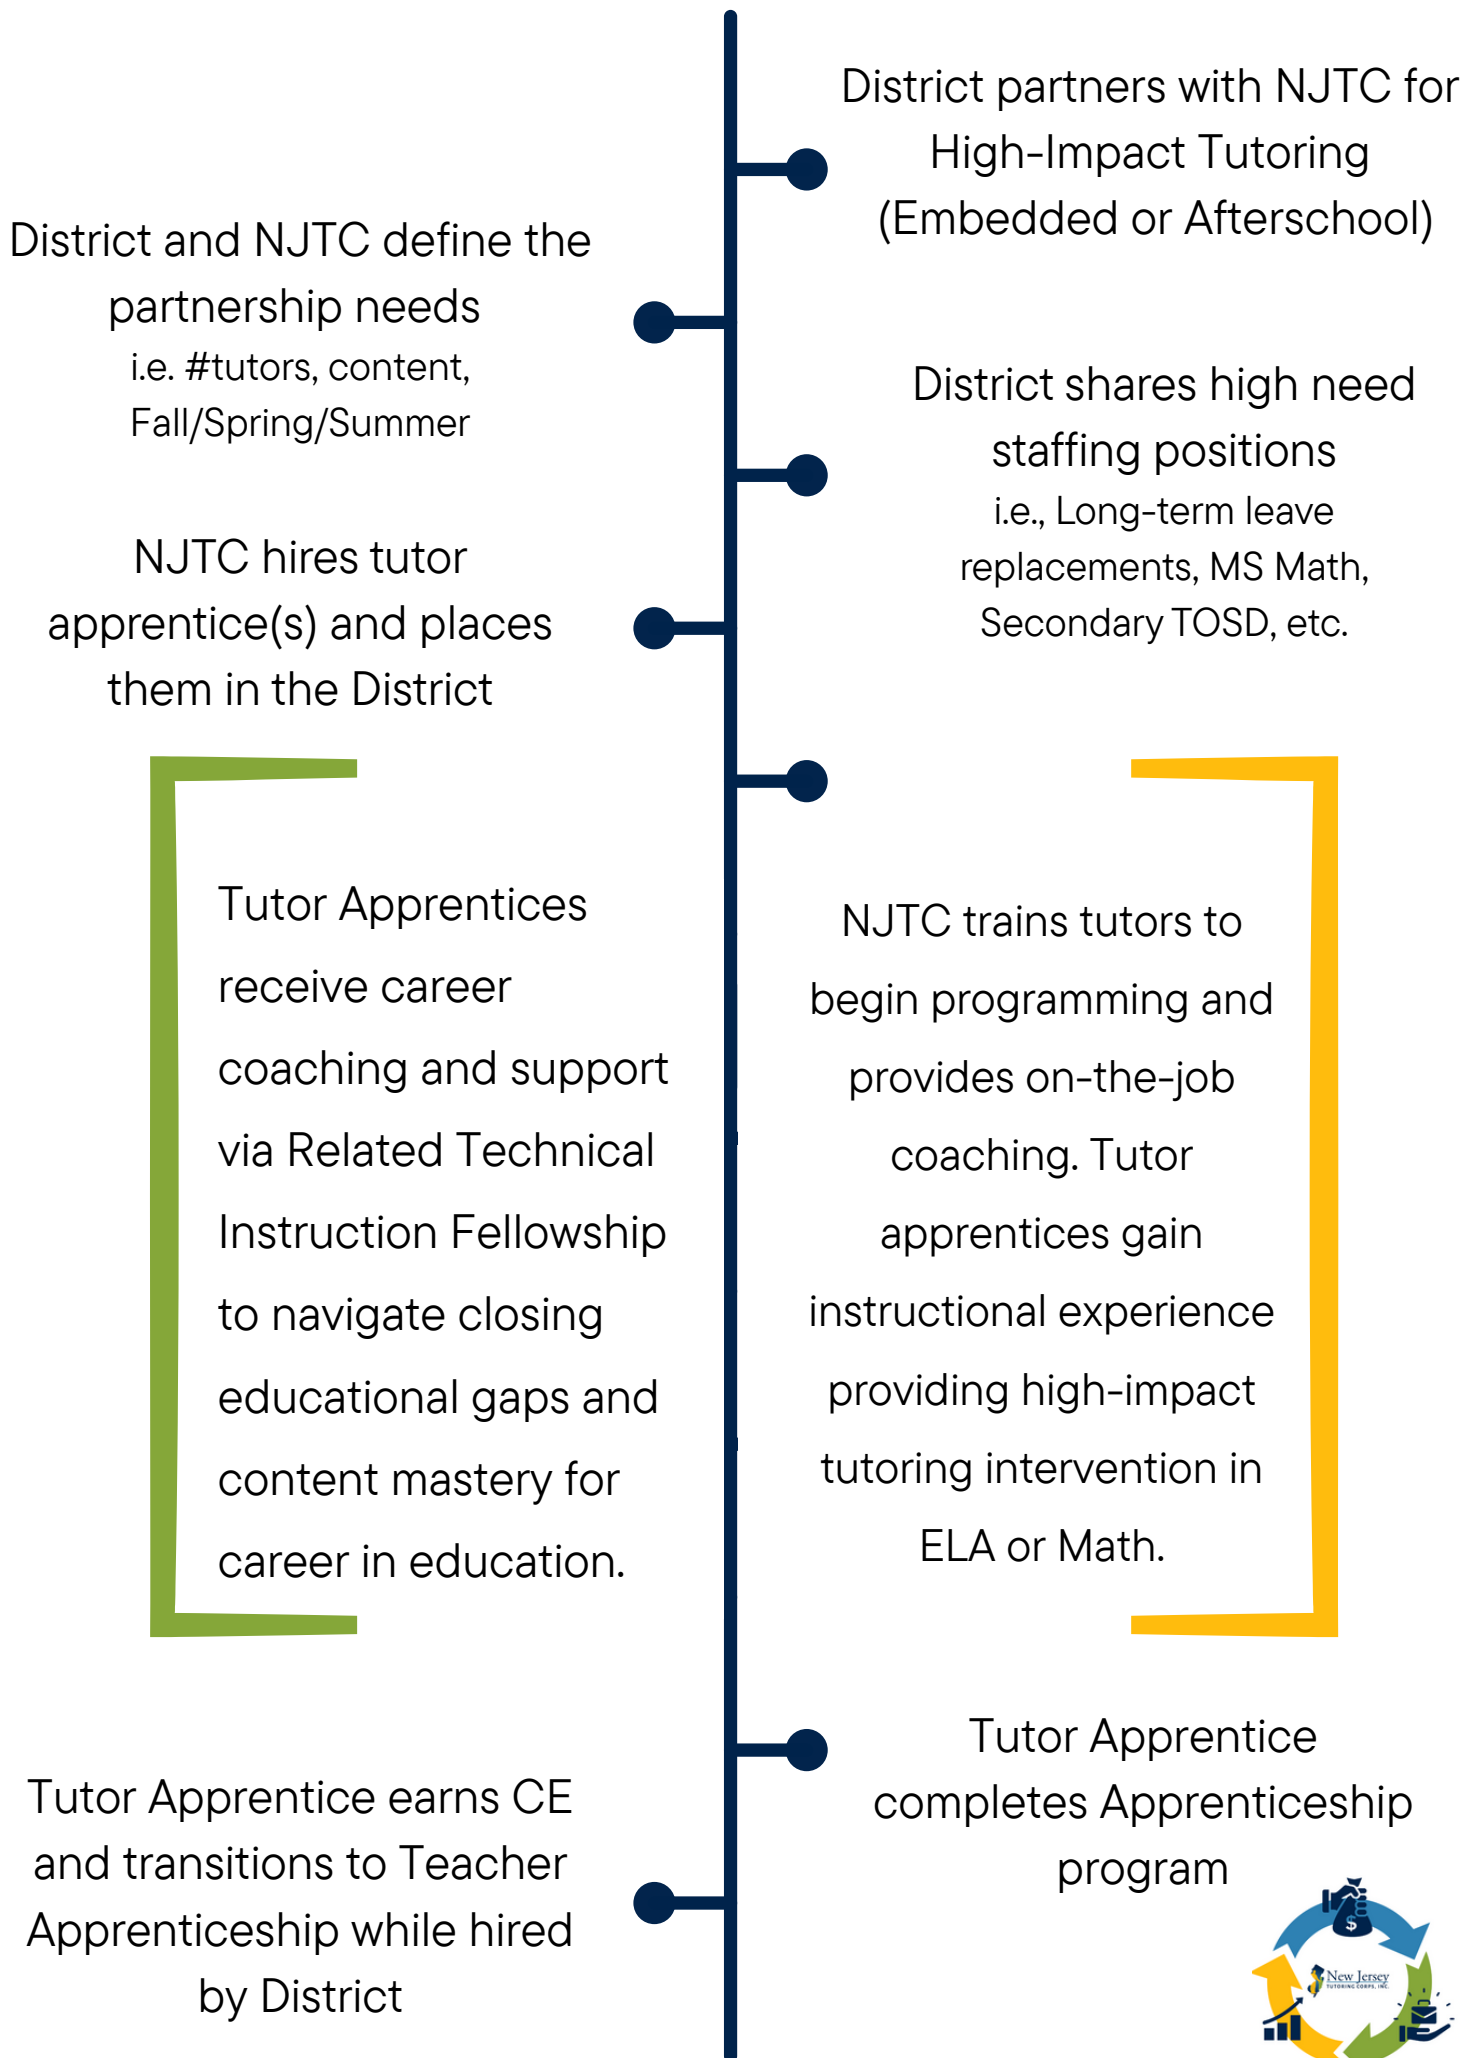 District partners with NJTC for
High-Impact Tutoring
(Embedded or Afterschool)
District and NJTC define the
partnership needs
i.e. #tutors, content,
Fall/Spring/Summer
District shares high need
staffing positions
i.e., Long-term leave
replacements, MS Math,
Secondary TOSD, etc.
NJTC hires tutor
apprentice(s) and places
them in the District
NJTC trains tutors to
begin programming and
provides on-the-job
coaching. Tutor
apprentices gain
instructional experience
providing high-impact
tutoring intervention in
ELA or Math.
Tutor Apprentices
receive career
coaching and support
via Related Technical
Instruction Fellowship
to navigate closing
educational gaps and
content mastery for
career in education.
Tutor Apprentice
completes Apprenticeship
program
Tutor Apprentice earns CE
and transitions to Teacher
Apprenticeship while hired
by District
$
New Jersey
TUTORING CORPS, INC.